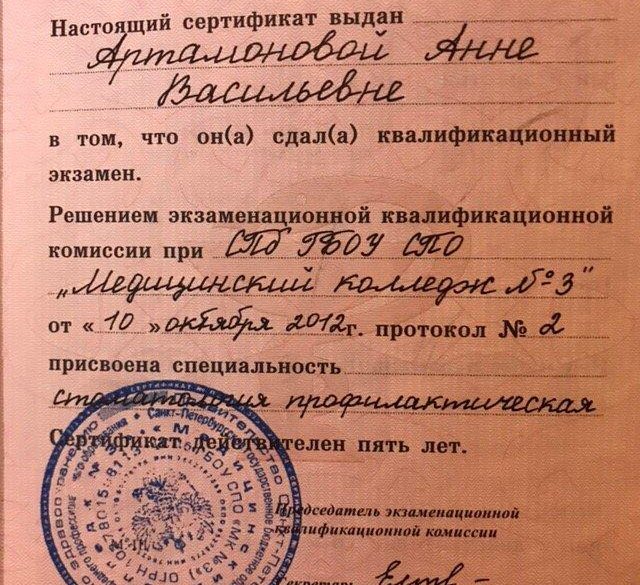 Настоящий сертификат выдан
Артамоновой Анне
Васильевне
в том, что он(а) сдал(а) квалификационный
экзамен.
Решением экзаменационной квалификационной
комиссии при СПб ГБОУ СПО
„Медицинский колледж №3"
от « 10 » октября 2012г. протокол № 2
присвоена специальность
стоматология профилактическая
Сертификат действителен пять лет.
Председатель экзаменационной
квалификационной комиссии
Секретарь